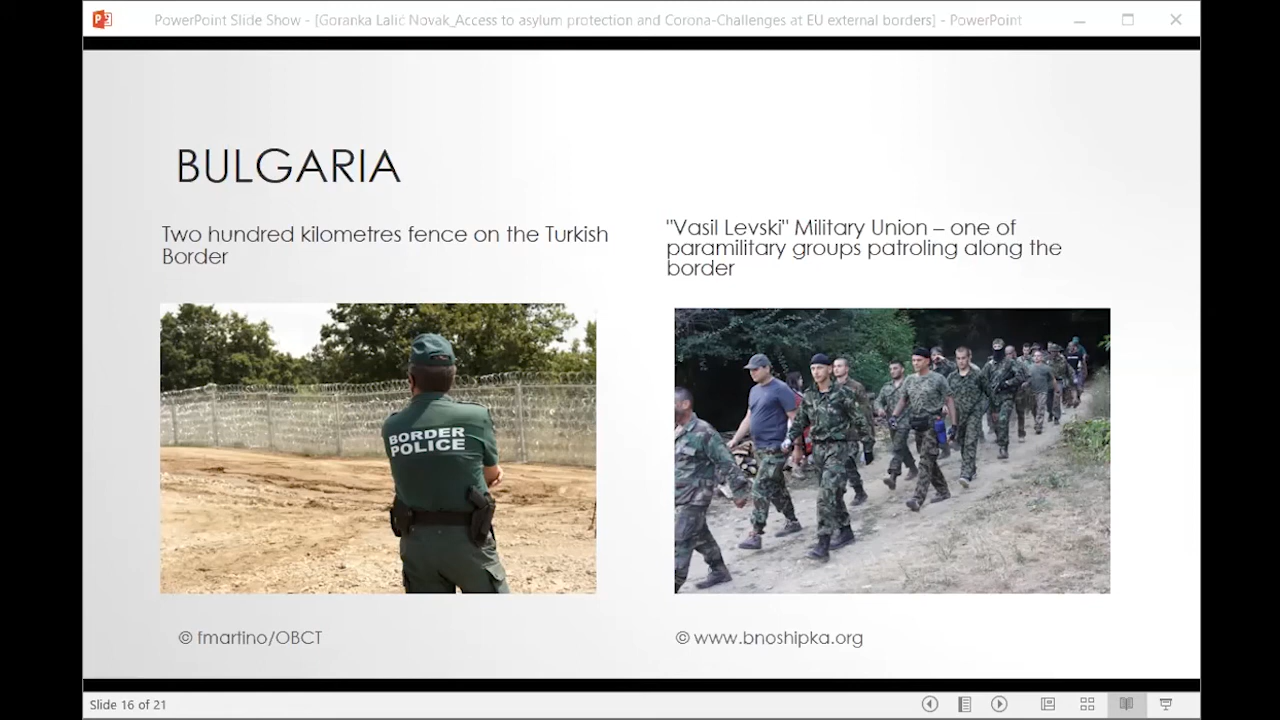 PowerPoint Slide Show - [Goranka Lalić Novak_Access to asylum protection and Corona-Challenges at EU external borders] - PowerPoint
BULGARIA
Two hundred kilometres fence on the Turkish
Border
"Vasil Levski" Military Union – one of
paramilitary groups patroling along the
border
BORDER
POLICE
© fmartino/OBCT
© www.bnoshipka.org
Slide 16 of 21